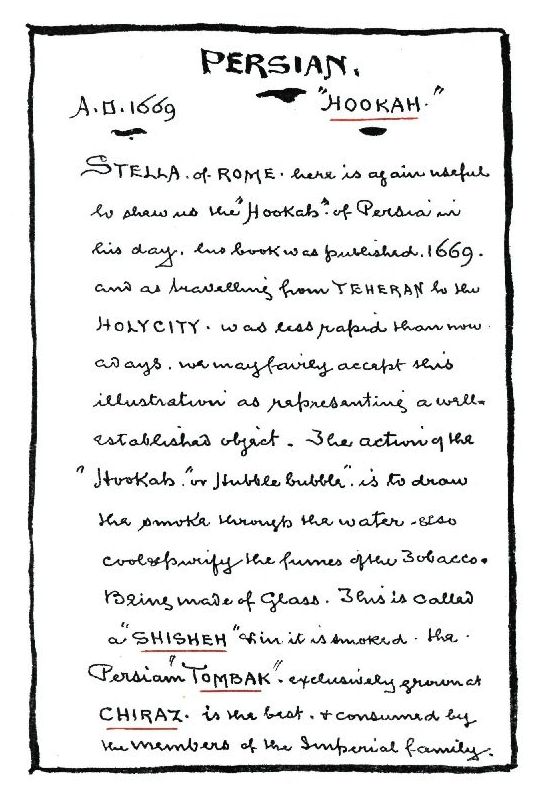 PERSIAN.
A.D.1669
"HOOKAH."
STELLA. of ROME. here is again useful
to shew us the "Hookah" of Persia in
his day. his book was published. 1669.
and as travelling from TEHERAN to the
HOLYCITY. was less rapid than now
adays. we may fairly accept this
illustration as representing a well-
established object. The action of the
"Hookah." or Hubble bubble". is to draw
the smoke through the water - & so
cool & purify the fumes of the Tobacco.
Being made of Glass. This is called
a "SHISHEH" & in it is smoked. the.
Persian "TOMBAK". exclusively grown at
CHIRAZ. is the best. & consumed by
the members of the Imperial family.